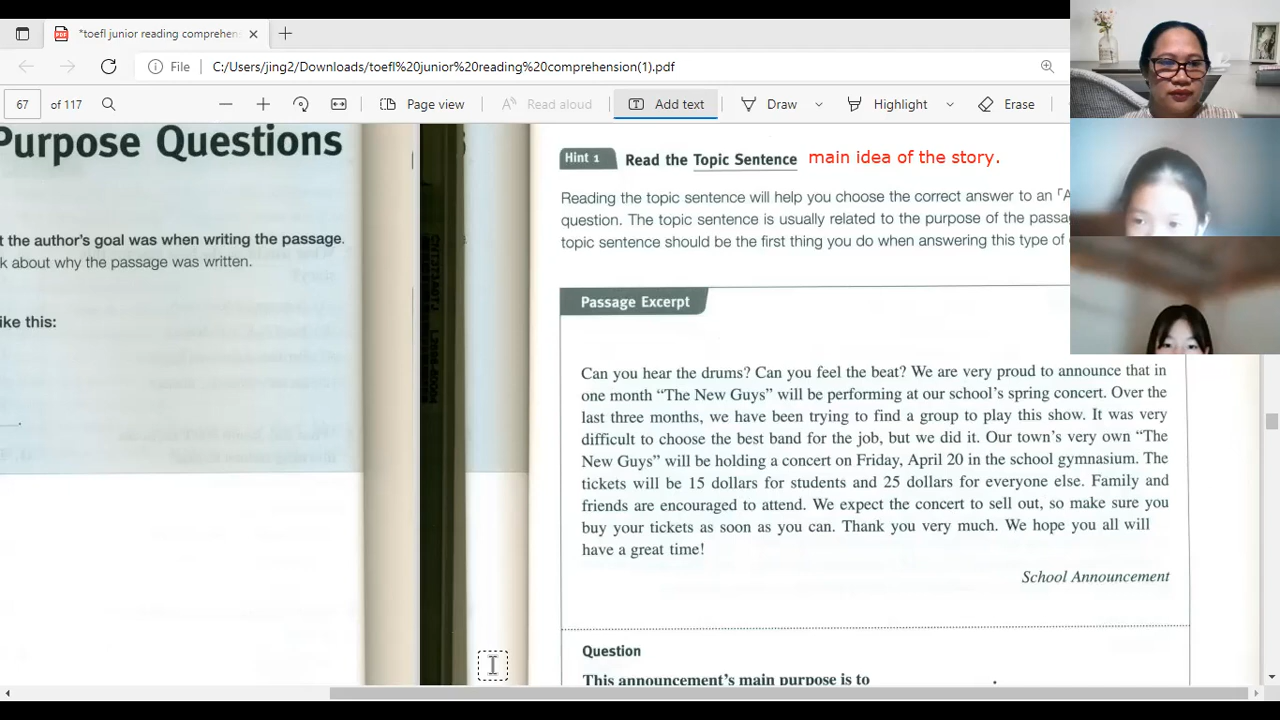 *toefl junior reading comprehen
File
C:/Users/jing2/Downloads/toefl%20junior%20reading%20comprehension(1).pdf
67
of 117
Page view
Read aloud
Add text
Draw
Highlight
Erase
Purpose Questions
t the author's goal was when writing the passage.
k about why the passage was written.
ike this:
Hint 1
Read the Topic Sentence
main idea of the story.
Reading the topic sentence will help you choose the correct answer to an「A
question. The topic sentence is usually related to the purpose of the passa
topic sentence should be the first thing you do when answering this type of
Passage Excerpt
Can you hear the drums? Can you feel the beat? We are very proud to announce that in
one month "The New Guys" will be performing at our school's spring concert. Over the
last three months, we have been trying to find a group to play this show. It was very
difficult to choose the best band for the job, but we did it. Our town's very own "The
New Guys" will be holding a concert on Friday, April 20 in the school gymnasium. The
tickets will be 15 dollars for students and 25 dollars for everyone else. Family and
friends are encouraged to attend. We expect the concert to sell out, so make sure you
buy your tickets as soon as you can. Thank you very much. We hope you all will
have a great time!
School Announcement
Question
This announcement's main purpose is to